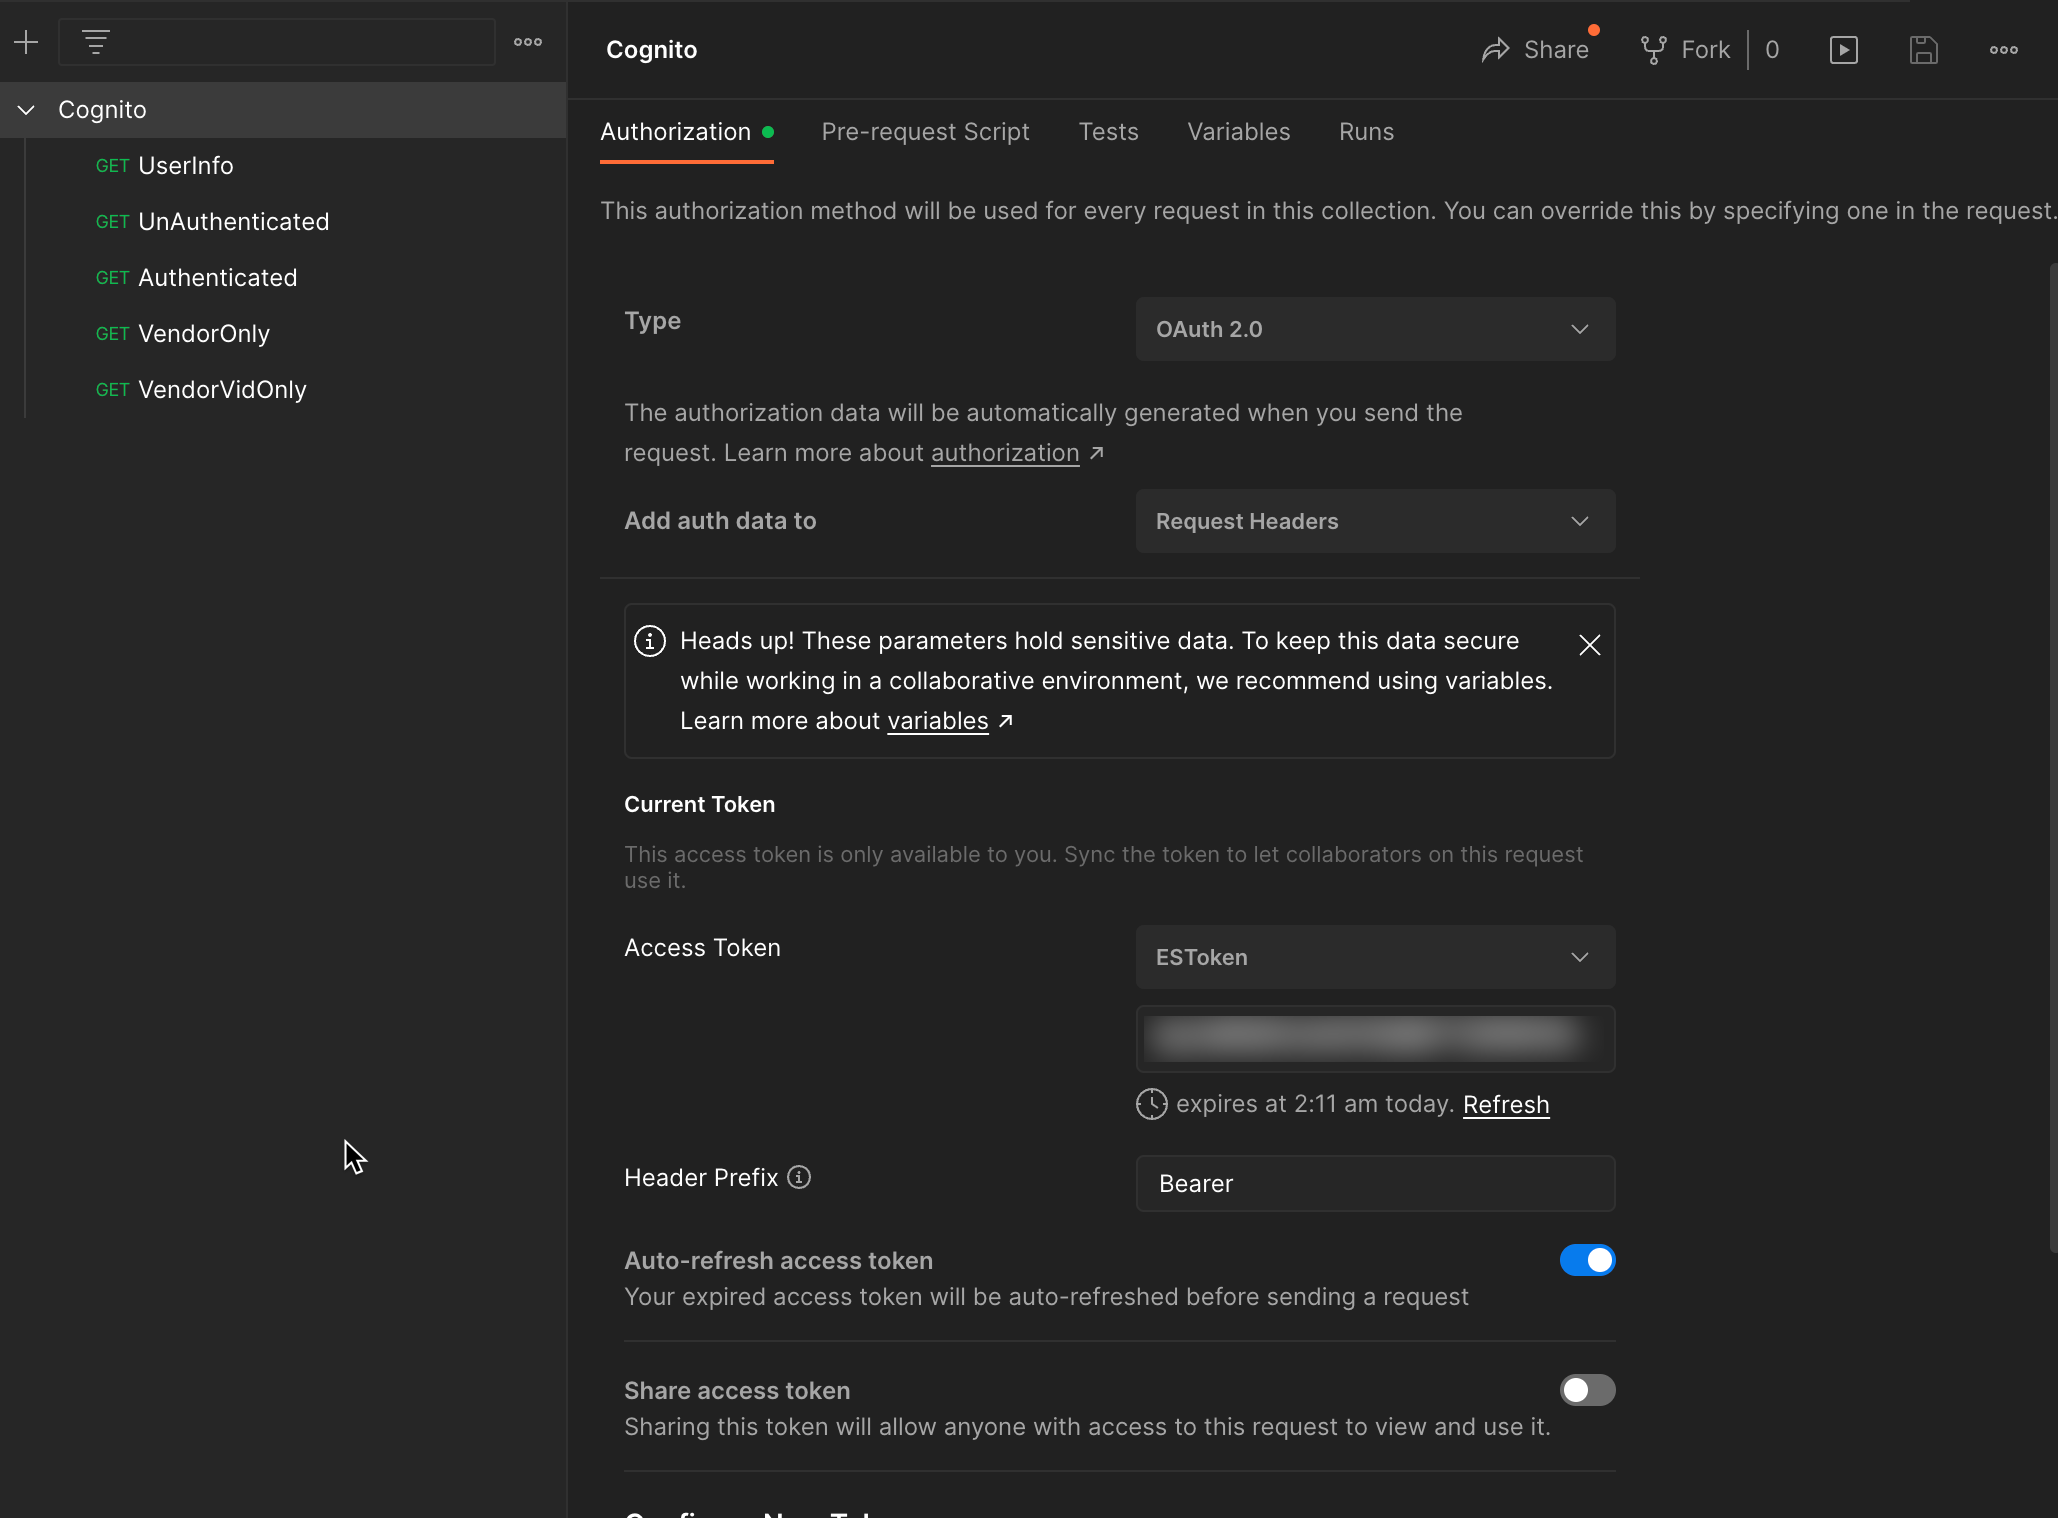 Cognito
GET UserInfo
GET UnAuthenticated
GET Authenticated
GET VendorOnly
GET VendorVidOnly
Cognito
Share
Fork 0
Authorization Pre-request Script Tests Variables Runs
This authorization method will be used for every request in this collection. You can override this by specifying one in the request.
Type OAuth 2.0
The authorization data will be automatically generated when you send the
request. Learn more about authorization ↗
Add auth data to Request Headers
Heads up! These parameters hold sensitive data. To keep this data secure
while working in a collaborative environment, we recommend using variables.
Learn more about variables ↗
Current Token
This access token is only available to you. Sync the token to let collaborators on this request
use it.
Access Token ESToken
expires at 2:11 am today. Refresh
Header Prefix Bearer
Auto-refresh access token
Your expired access token will be auto-refreshed before sending a request
Share access token
Sharing this token will allow anyone with access to this request to view and use it.